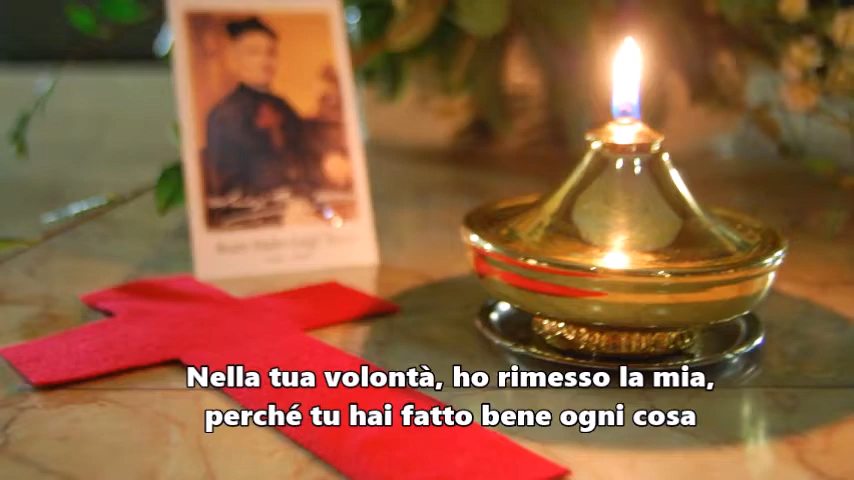 Nella tua volontà, ho rimesso la mia,
perché tu hai fatto bene ogni cosa